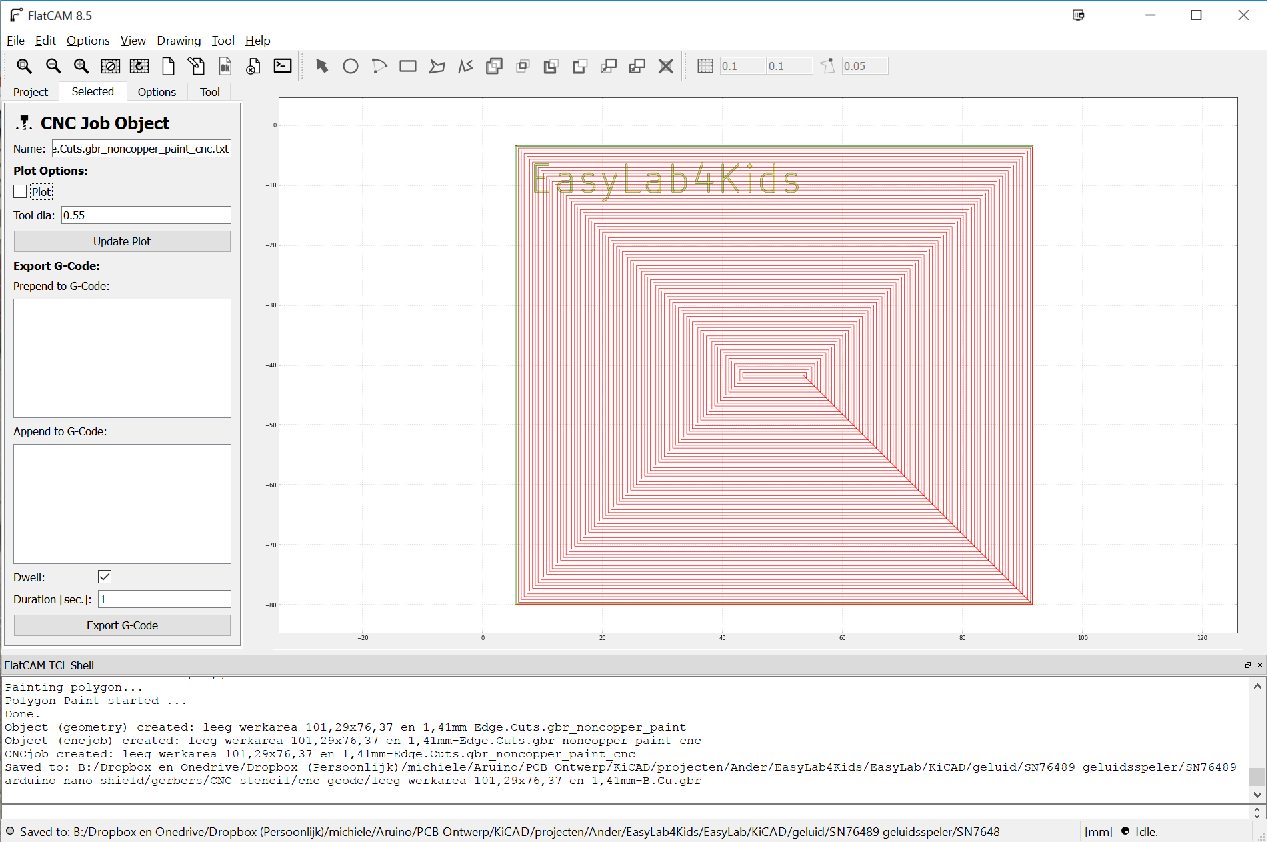 FlatCAM 8.5
File Edit Options View Drawing Tool Help
0.1 0.1 0.05
Project Selected Options Tool
CNC Job Object
Name: e.Cuts.gbr_noncopper_paint_cnc.txt
Plot Options:
Plot
Tool dia: 0.55
Update Plot
Export G-Code:
Prepend to G-Code:
Append to G-Code:
Dwell:
Duration [sec.]: 1
Export G-Code
EasyLab4Kids
0
-10
-20
-30
-40
-50
-60
-70
-80
-20 0 20 40 60 80 100 120
FlatCAM TCL Shell
Painting polygon...
Polygon Paint started ...
Done.
Object (geometry) created: leeg werkarea 101,29x76,37 en 1,41mm-Edge.Cuts.gbr_noncopper_paint
Object (cncjob) created: leeg werkarea 101,29x76,37 en 1,41mm-Edge.Cuts.gbr_noncopper_paint_cnc
CNCjob created: leeg werkarea 101,29x76,37 en 1,41mm-Edge.Cuts.gbr_noncopper_paint_cnc
Saved to: B:/Dropbox en Onedrive/Dropbox (Persoonlijk)/michiele/Aruino/PCB Ontwerp/KiCAD/projecten/Ander/EasyLab4Kids/EasyLab/KiCAD/geluid/SN76489 geluidsspeler/SN76489
arduino nano shield/gerbers/CNC stencil/cnc gcode/leeg werkarea 101,29x76,37 en 1,41mm-B.Cu.gbr
Saved to: B:/Dropbox en Onedrive/Dropbox (Persoonlijk)/michiele/Aruino/PCB Ontwerp/KiCAD/projecten/Ander/EasyLab4Kids/EasyLab/KiCAD/geluid/SN76489 geluidsspeler/SN7648 [mm] Idle.